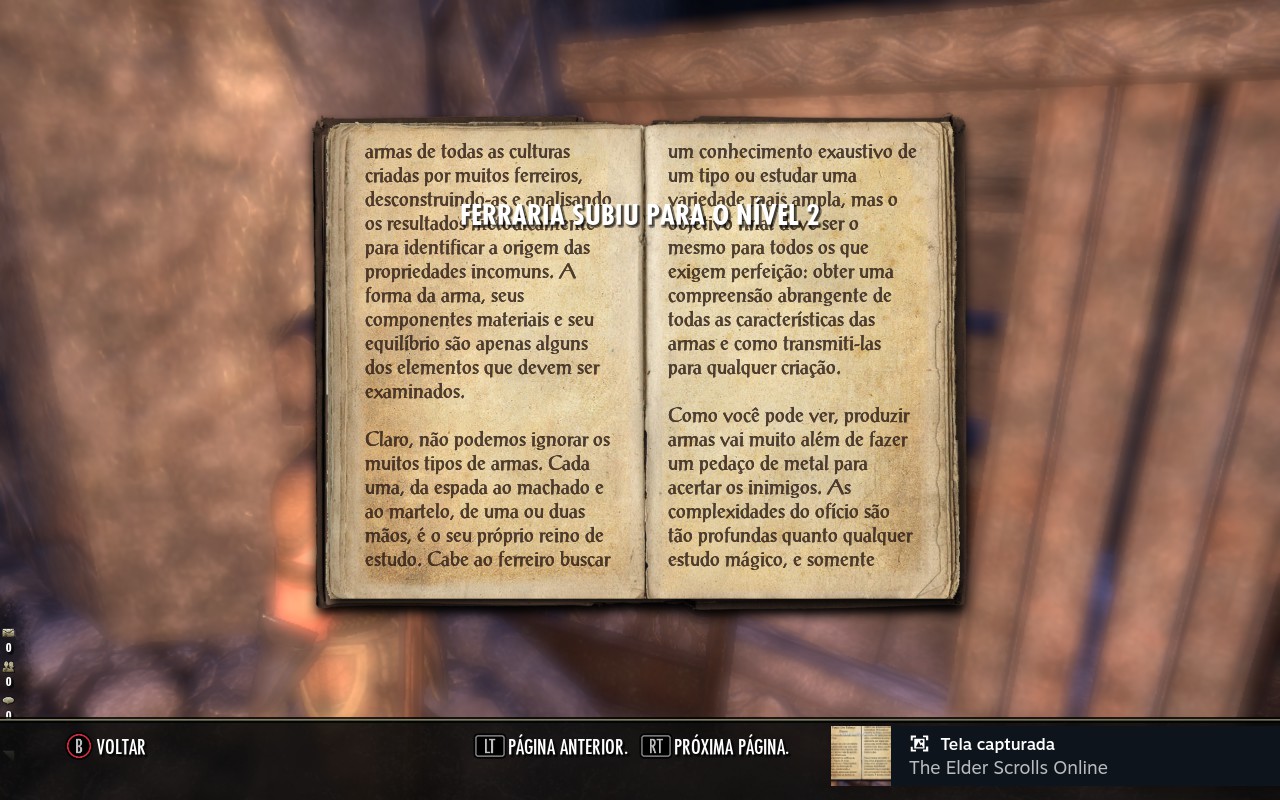 armas de todas as culturas
criadas por muitos ferreiros,
desconstruindo-as e analisando
os resultados metodicamente
para identificar a origem das
propriedades incomuns. A
forma da arma, seus
componentes materiais e seu
equilíbrio são apenas alguns
dos elementos que devem ser
examinados.
Claro, não podemos ignorar os
muitos tipos de armas. Cada
uma, da espada ao machado e
ao martelo, de uma ou duas
mãos, é o seu próprio reino de
estudo. Cabe ao ferreiro buscar
um conhecimento exaustivo de
um tipo ou estudar uma
variedade mais ampla, mas o
objetivo final deve ser o
mesmo para todos os que
exigem perfeição: obter uma
compreensão abrangente de
todas as características das
armas e como transmiti-las
para qualquer criação.
Como você pode ver, produzir
armas vai muito além de fazer
um pedaço de metal para
acertar os inimigos. As
complexidades do ofício são
tão profundas quanto qualquer
estudo mágico, e somente
FERRARIA SUBIU PARA O NÍVEL 2
0
0
0
B VOLTAR
LT PÁGINA ANTERIOR. RT PRÓXIMA PÁGINA.
Tela capturada
The Elder Scrolls Online